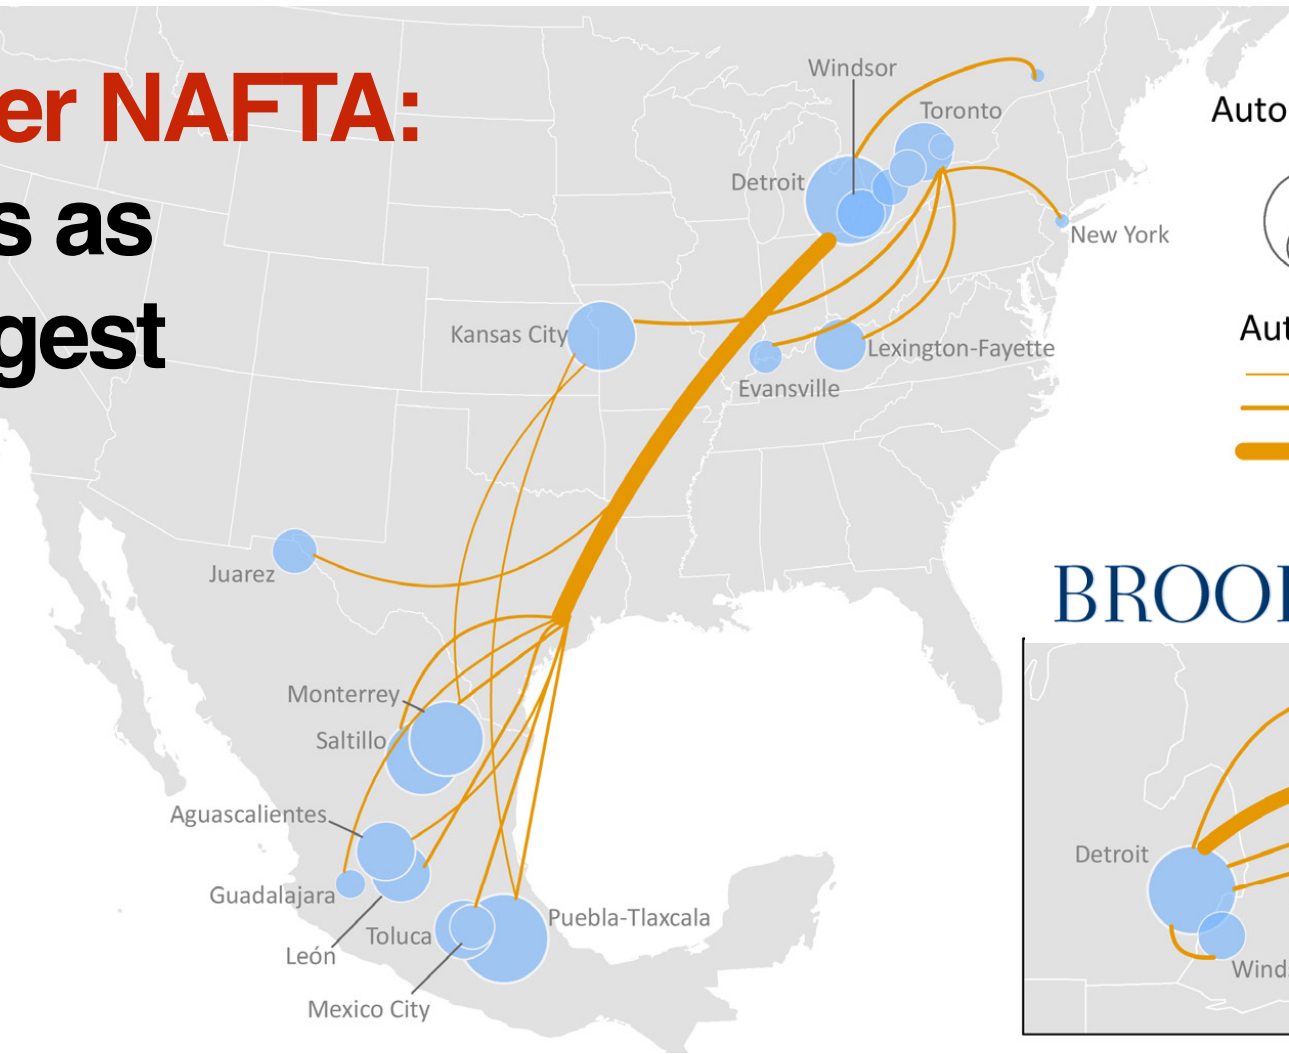 er NAFTA:
s as
gest
Windsor
Toronto
Detroit
New York
Kansas City
Lexington-Fayette
Evansville
Juarez
Monterrey
Saltillo
Aguascalientes
Guadalajara
León
Toluca
Puebla-Tlaxcala
Mexico City
Auto
Aut
BROO
Detroit
Winds